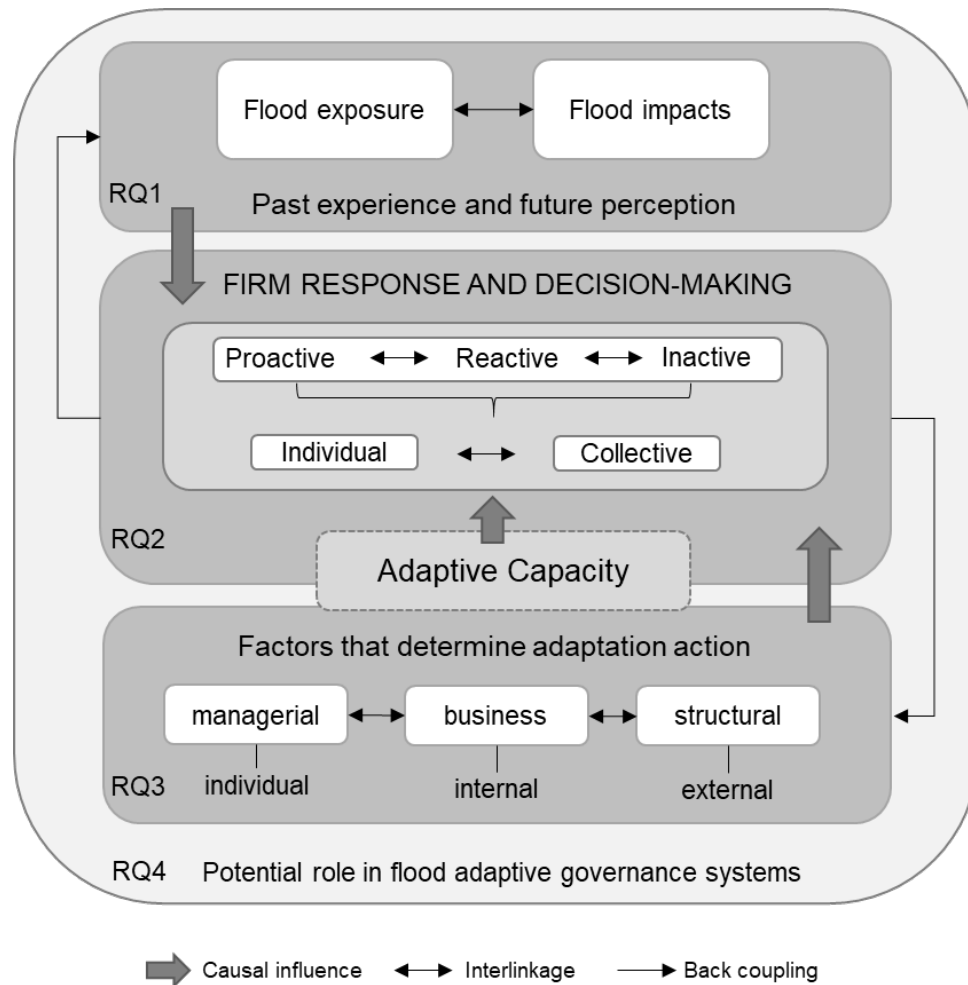 Flood exposure
Flood impacts
RQ1
Past experience and future perception
FIRM RESPONSE AND DECISION-MAKING
Proactive
Reactive
Inactive
Individual
Collective
RQ2
Adaptive Capacity
Factors that determine adaptation action
managerial
business
structural
individual
internal
external
RQ3
RQ4
Potential role in flood adaptive governance systems
Causal influence
Interlinkage
Back coupling